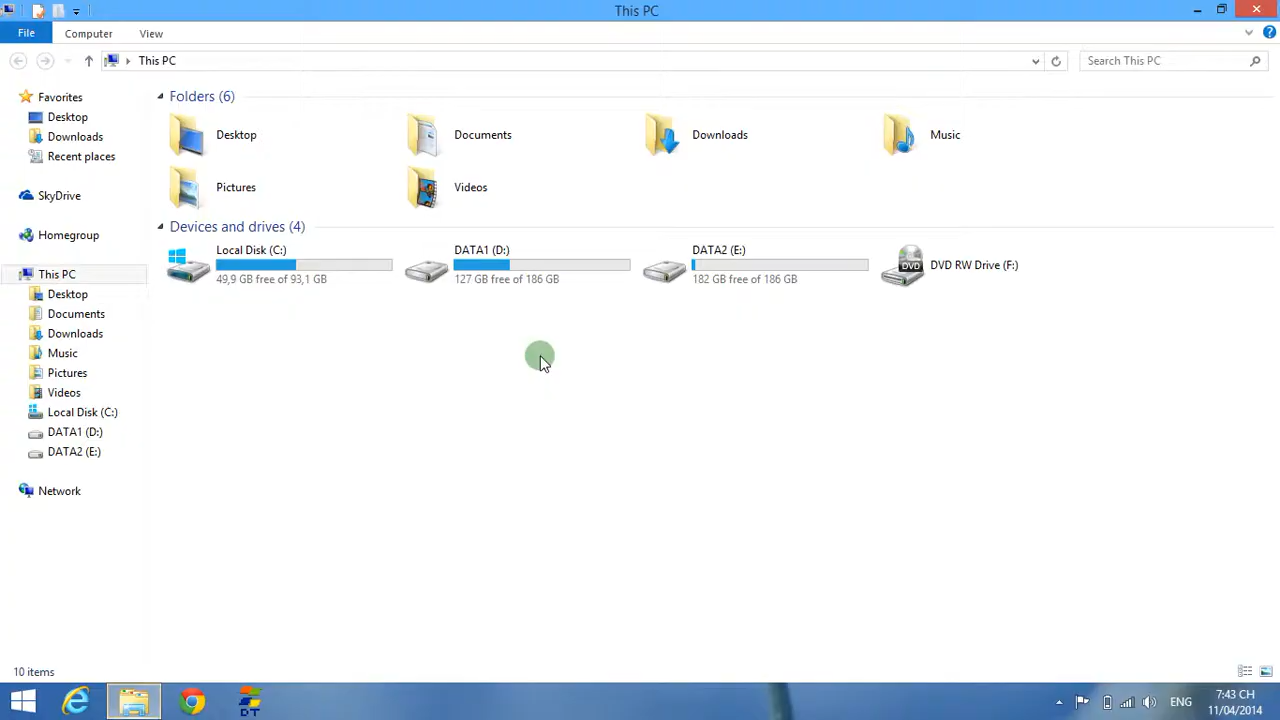 This PC
File
Computer
View
This PC
Search This PC
Favorites
Desktop
Downloads
Recent places
SkyDrive
Homegroup
This PC
Desktop
Documents
Downloads
Music
Pictures
Videos
Local Disk (C:)
DATA1 (D:)
DATA2 (E:)
Network
Folders (6)
Desktop
Documents
Downloads
Music
Pictures
Videos
Devices and drives (4)
Local Disk (C:)
49,9 GB free of 93,1 GB
DATA1 (D:)
127 GB free of 186 GB
DATA2 (E:)
182 GB free of 186 GB
DVD
DVD RW Drive (F:)
10 items
DT
ENG
7:43 CH
11/04/2014